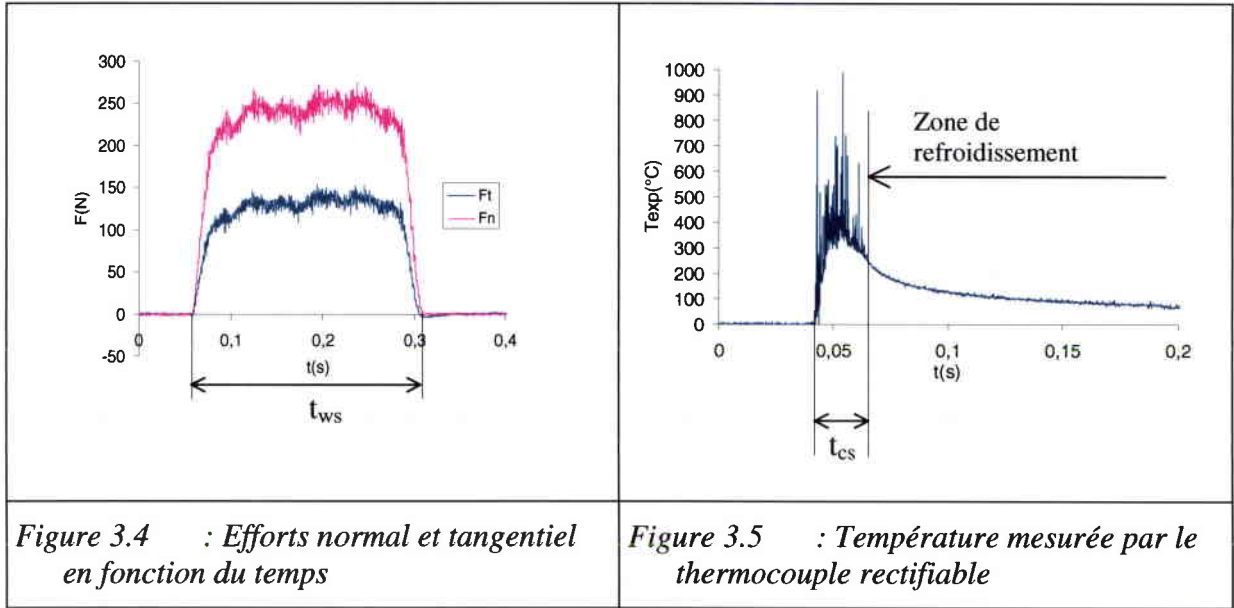 300
250
200
150
100
50
0
-50
F(N)
0
0,1
0,2
0,3
0,4
t(s)
Ft
Fn
tws
1000
900
800
700
600
500
400
300
200
100
0
Texp(°C)
0
0,05
0,1
0,15
0,2
t(s)
Zone de
refroidissement
tcs
Figure 3.4 : Efforts normal et tangentiel
en fonction du temps
Figure 3.5 : Température mesurée par le
thermocouple rectifiable